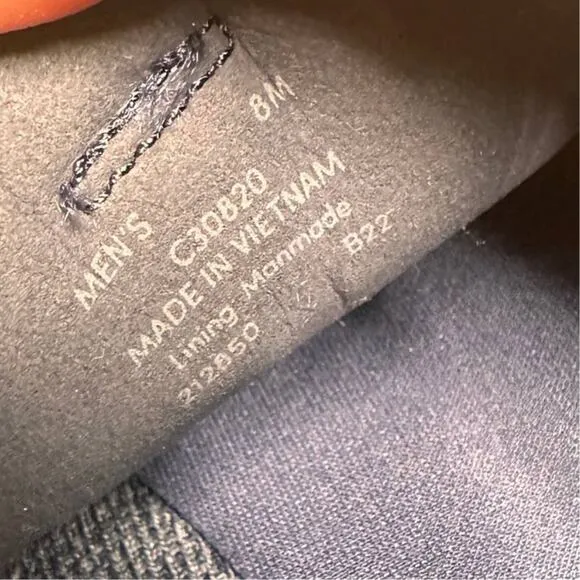 MEN'S 8M
C30820
MADE IN VIETNAM
Lining Manmade
212850 B22